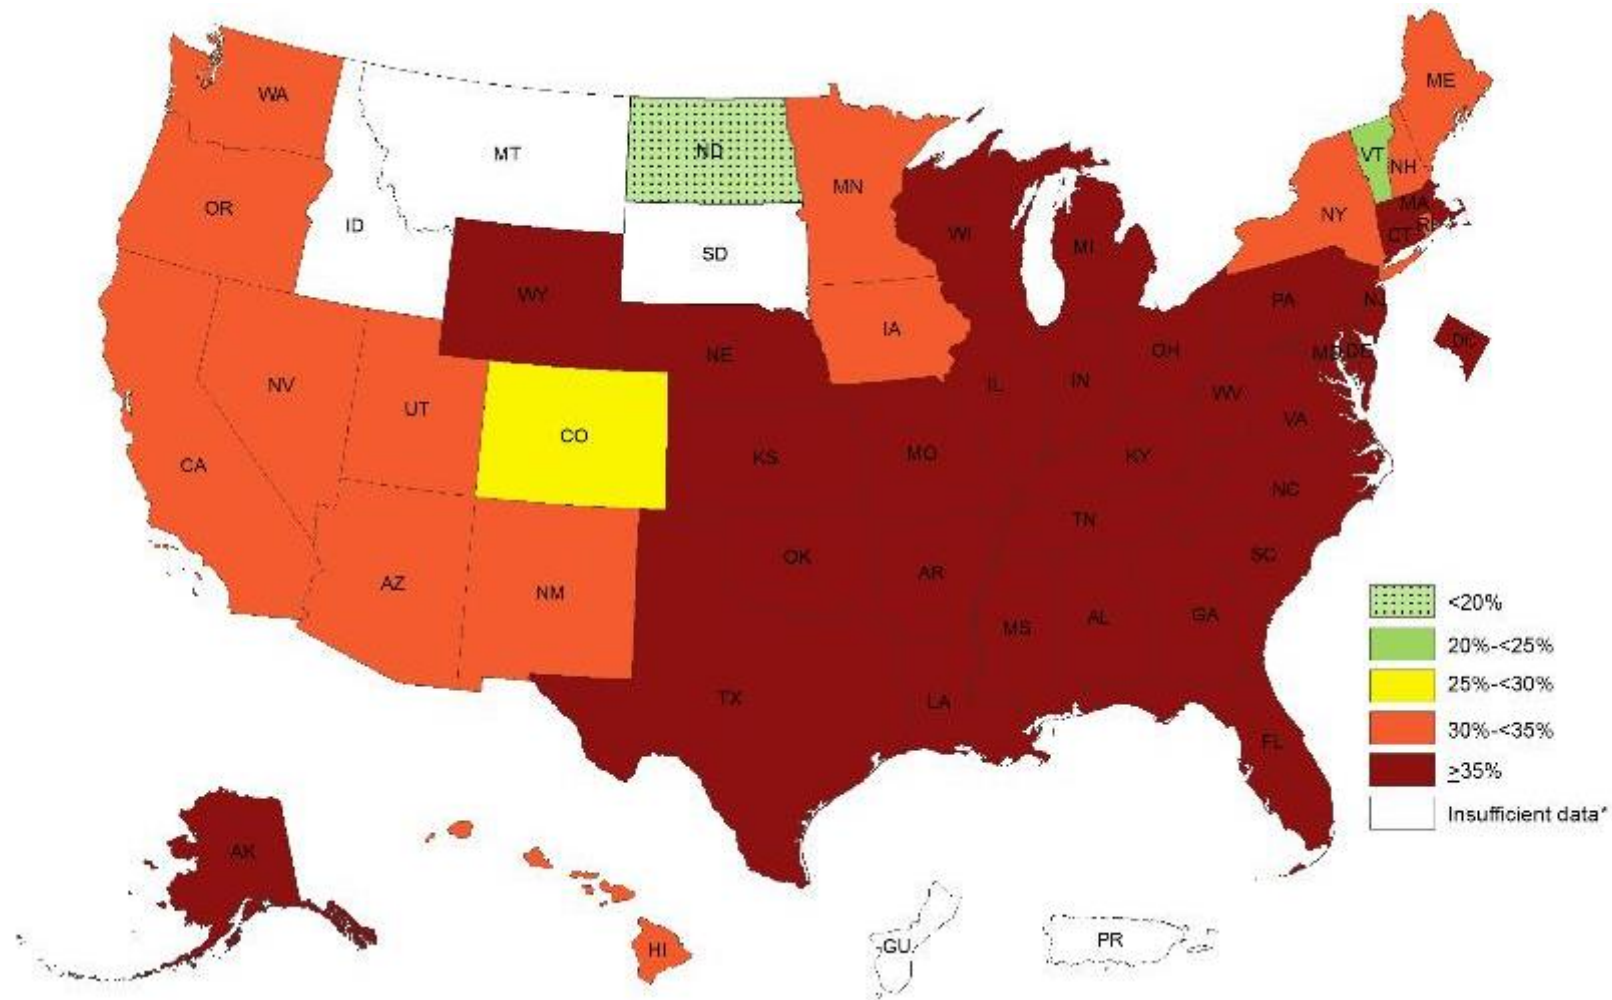 WA
MT
ND
MN
ME
VT
NH
OR
ID
SD
WI
MI
NY
MA
RI
CT
WY
NE
IA
IL
IN
OH
PA
NJ
MD
DE
DC
NV
UT
CO
KS
MO
KY
WV
VA
CA
AZ
NM
OK
AR
TN
NC
SC
MS
AL
GA
TX
LA
FL
AK
HI
GU
PR
<20%
20%-<25%
25%-<30%
30%-<35%
≥35%
Insufficient data*